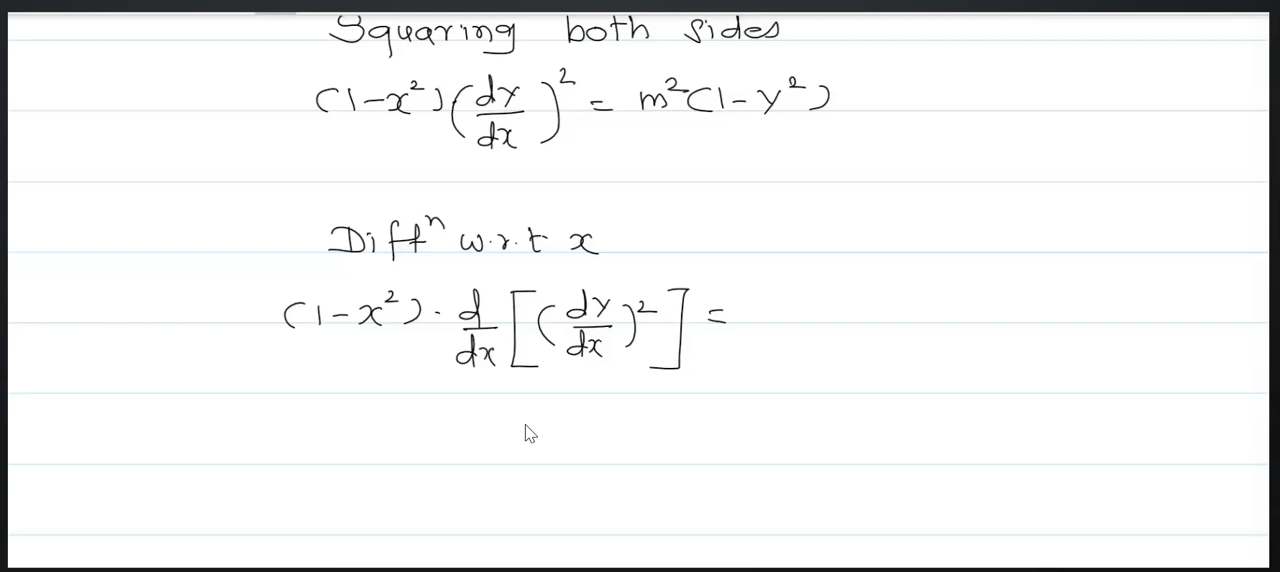 Squaring both sides
(1-x²)(dy/dx)² = m²(1-y²)
Diffⁿ w.r.t x
(1-x²) · d/dx [(dy/dx)²] =